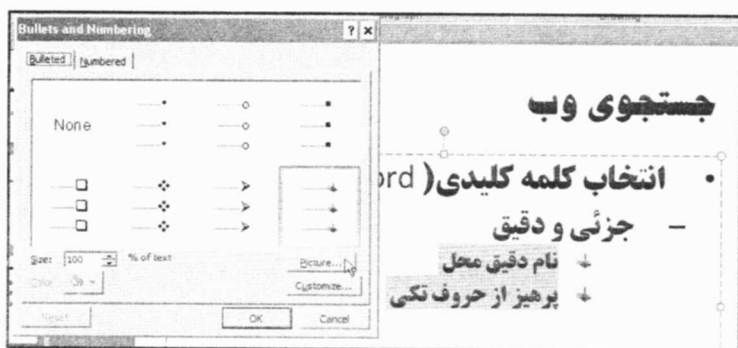 Bullets and Numbering
Bulleted
Numbered
None
Size: 100 % of text
Color
Picture...
Customize...
Reset
OK
Cancel
جستجوی وب
• انتخاب کلمه کلیدی( ord
– جزئی و دقیق
نام دقیق محل
پرهیز از حروف تکی